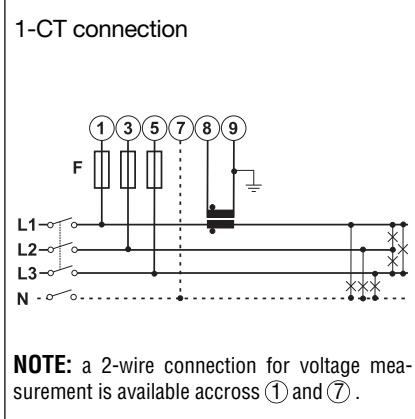 1-CT connection
1 3 5 7 8 9
F
L1
L2
L3
N
NOTE: a 2-wire connection for voltage mea-
surement is available accross 1 and 7 .